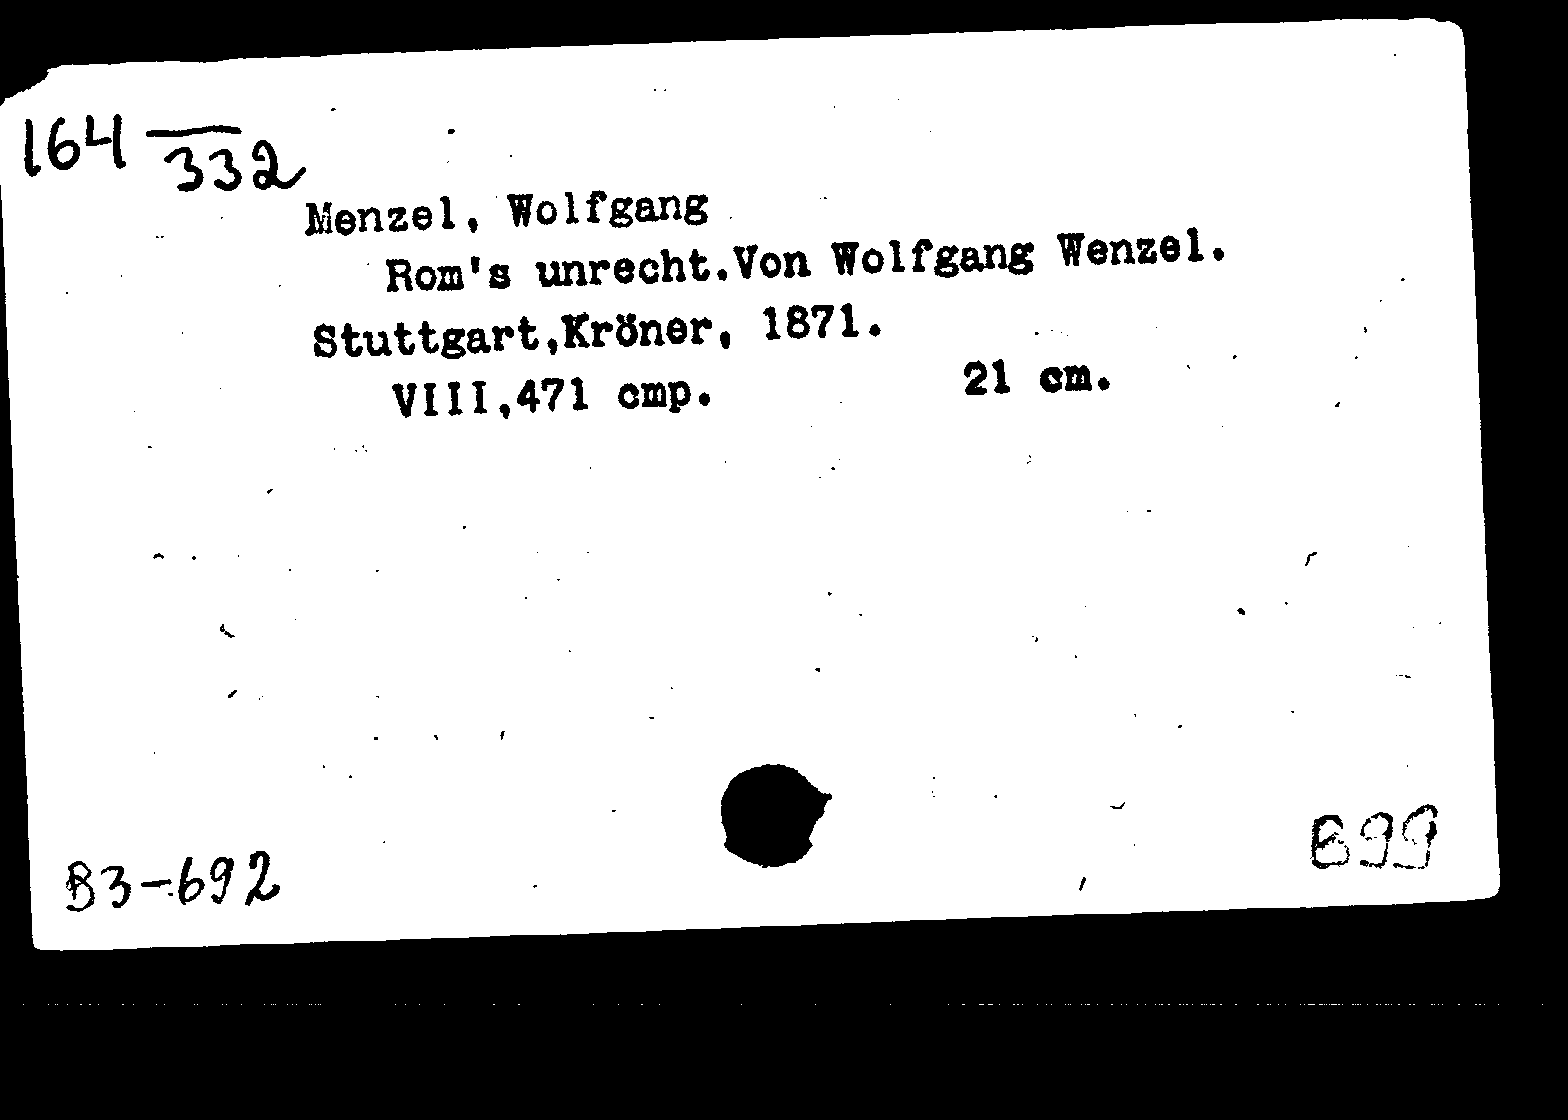 164 332
Menzel, Wolfgang
Rom's unrecht.Von Wolfgang Wenzel.
Stuttgart,Kröner, 1871.
VIII,471 cmp. 21 cm.
B3-692 B99